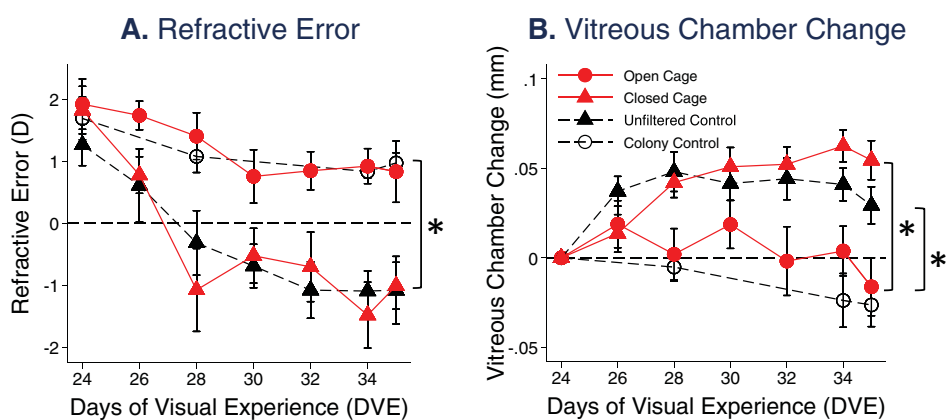 A. Refractive Error
Refractive Error (D)
2
1
0
-1
-2
*
24 26 28 30 32 34
Days of Visual Experience (DVE)
B. Vitreous Chamber Change
Vitreous Chamber Change (mm)
.1
.05
0
-.05
Open Cage
Closed Cage
Unfiltered Control
Colony Control
*
*
24 26 28 30 32 34
Days of Visual Experience (DVE)